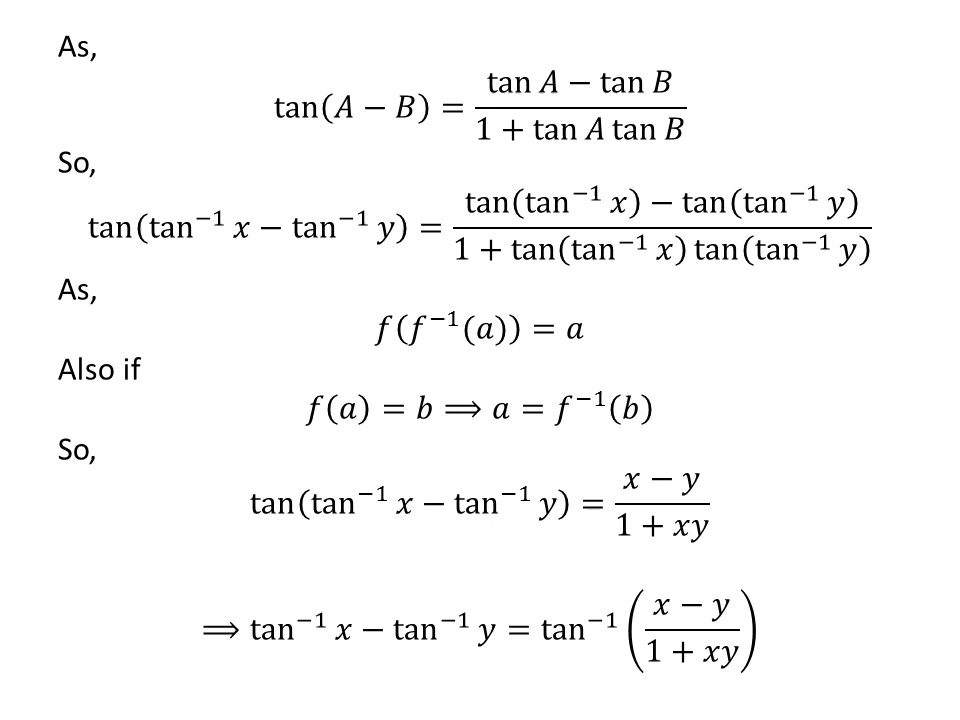 As,
tan(𝐴 − 𝐵) = (tan 𝐴 − tan 𝐵)/(1 + tan 𝐴 tan 𝐵)
So,
tan(tan⁻¹ 𝑥 − tan⁻¹ 𝑦) = (tan(tan⁻¹ 𝑥) − tan(tan⁻¹ 𝑦))/(1 + tan(tan⁻¹ 𝑥) tan(tan⁻¹ 𝑦))
As,
𝑓(𝑓⁻¹(𝑎)) = 𝑎
Also if
𝑓(𝑎) = 𝑏 ⟹ 𝑎 = 𝑓⁻¹(𝑏)
So,
tan(tan⁻¹ 𝑥 − tan⁻¹ 𝑦) = (𝑥 − 𝑦)/(1 + 𝑥𝑦)
⟹ tan⁻¹ 𝑥 − tan⁻¹ 𝑦 = tan⁻¹ ((𝑥 − 𝑦)/(1 + 𝑥𝑦))